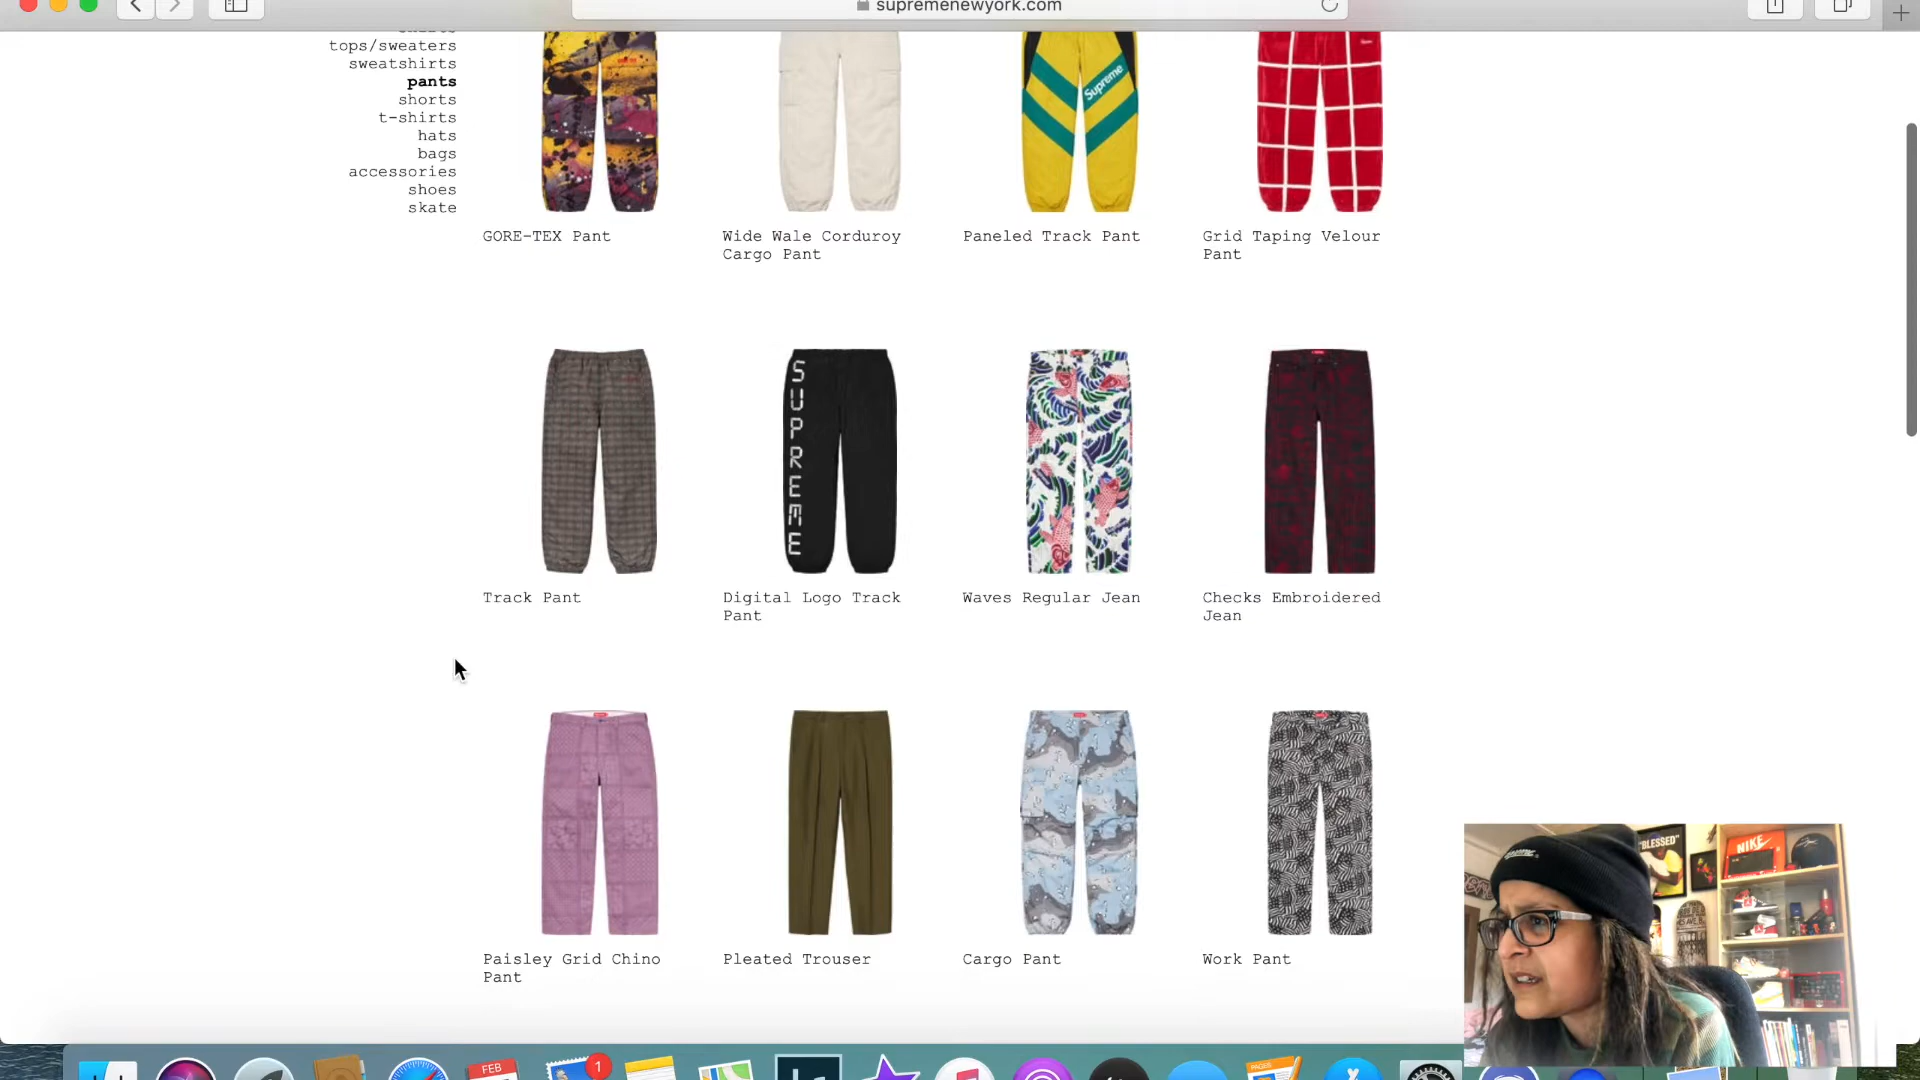 supremenewyork.com
tops/sweaters
sweatshirts
pants
shorts
t-shirts
hats
bags
accessories
shoes
skate
Supreme
GORE-TEX Pant
Wide Wale Corduroy
Cargo Pant
Paneled Track Pant
Grid Taping Velour
Pant
SUPREME
Track Pant
Digital Logo Track
Pant
Waves Regular Jean
Checks Embroidered
Jean
Paisley Grid Chino
Pant
Pleated Trouser
Cargo Pant
Work Pant
"BLESSED"
NIKE
FEB
1
PAGES